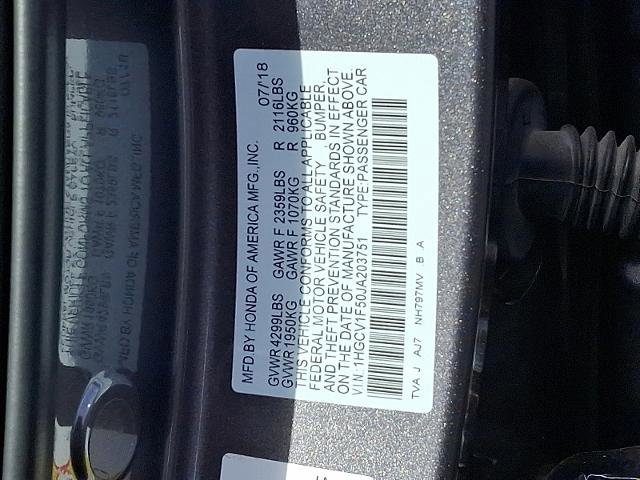 MFD.BY HONDA OF AMERICA MFG.,INC. 07/18
GVWR 4299LBS GAWR F 2359LBS R 2116LBS
GVWR 1950KG GAWR F 1070KG R 960KG
THIS VEHICLE CONFORMS TO ALL APPLICABLE
FEDERAL MOTOR VEHICLE SAFETY , BUMPER,
AND THEFT PREVENTION STANDARDS IN EFFECT
ON THE DATE OF MANUFACTURE SHOWN ABOVE.
VIN:1HGCV1F50JA203751 TYPE:PASSENGER CAR
TVA J AJ7 NH797MV B A